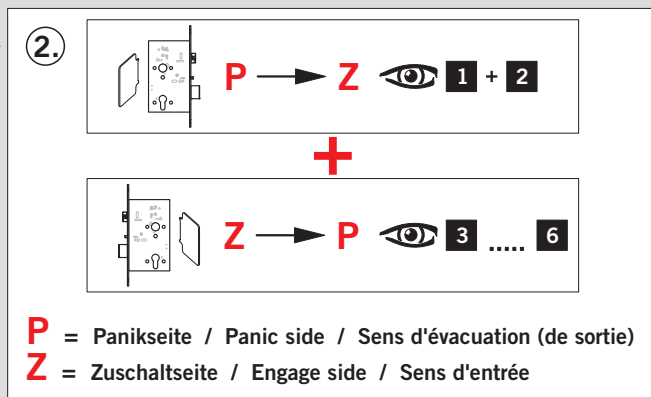 2.
P Z 1 + 2
+
Z P 3 ..... 6
P = Panikseite / Panic side / Sens d'évacuation (de sortie)
Z = Zuschaltseite / Engage side / Sens d'entrée